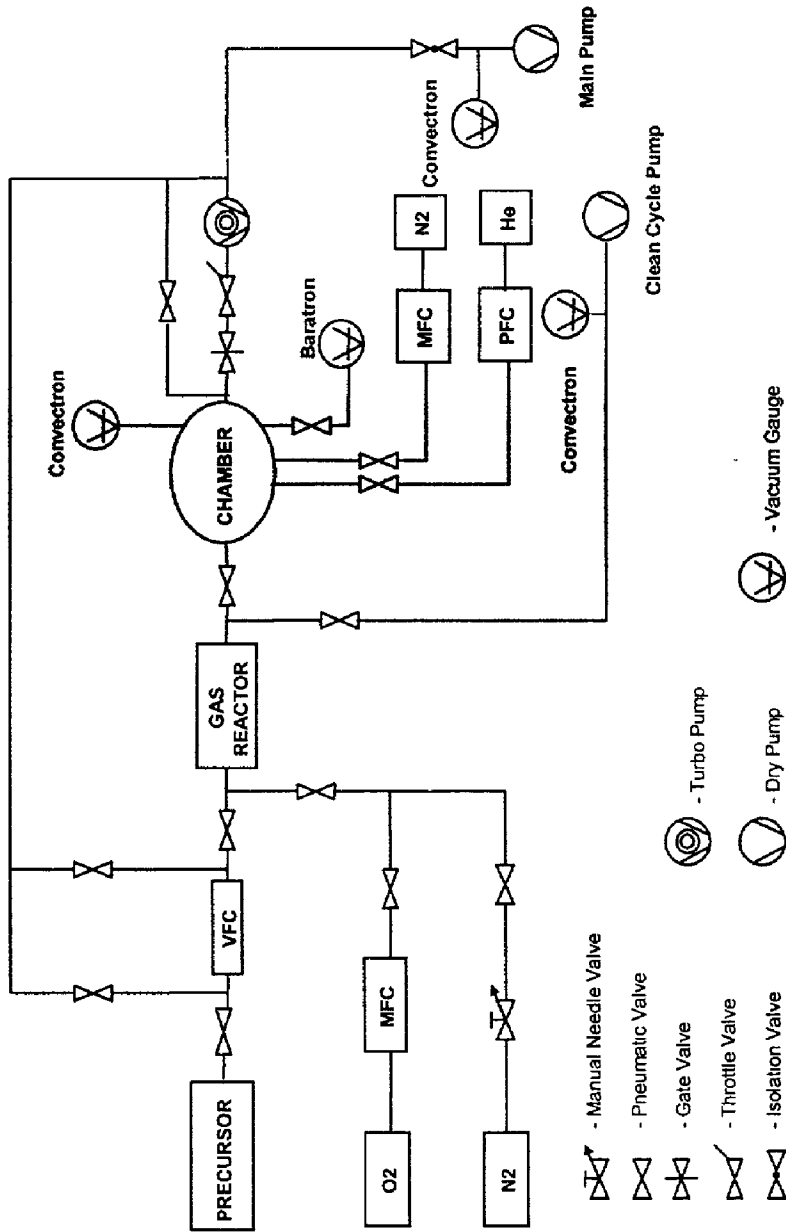 Convectron
CHAMBER
Baratron
N2
MFC
Convectron
Main Pump
He
PFC
Convectron
Clean Cycle Pump
GAS
REACTOR
VFC
PRECURSOR
MFC
O2
N2
- Manual Needle Valve
- Pneumatic Valve
- Gate Valve
- Throttle Valve
- Isolation Valve
- Turbo Pump
- Dry Pump
- Vacuum Gauge